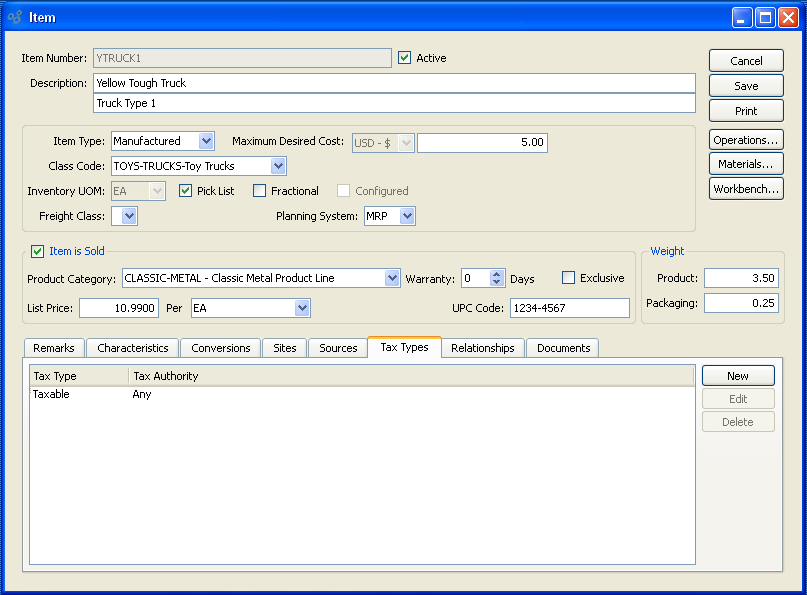 Item
Item Number: YTRUCK1 Active
Cancel
Description: Yellow Tough Truck
Save
Truck Type 1
Print
Item Type: Manufactured Maximum Desired Cost: USD - $ 5.00
Operations...
Class Code: TOYS-TRUCKS-Toy Trucks
Materials...
Inventory UOM: EA Pick List Fractional Configured
Workbench...
Freight Class: Planning System: MRP
Item is Sold
Weight
Product Category: CLASSIC-METAL - Classic Metal Product Line Warranty: 0 Days Exclusive
Product: 3.50
List Price: 10.9900 Per EA UPC Code: 1234-4567
Packaging: 0.25
Remarks Characteristics Conversions Sites Sources Tax Types Relationships Documents
Tax Type Tax Authority
New
Taxable Any
Edit
Delete